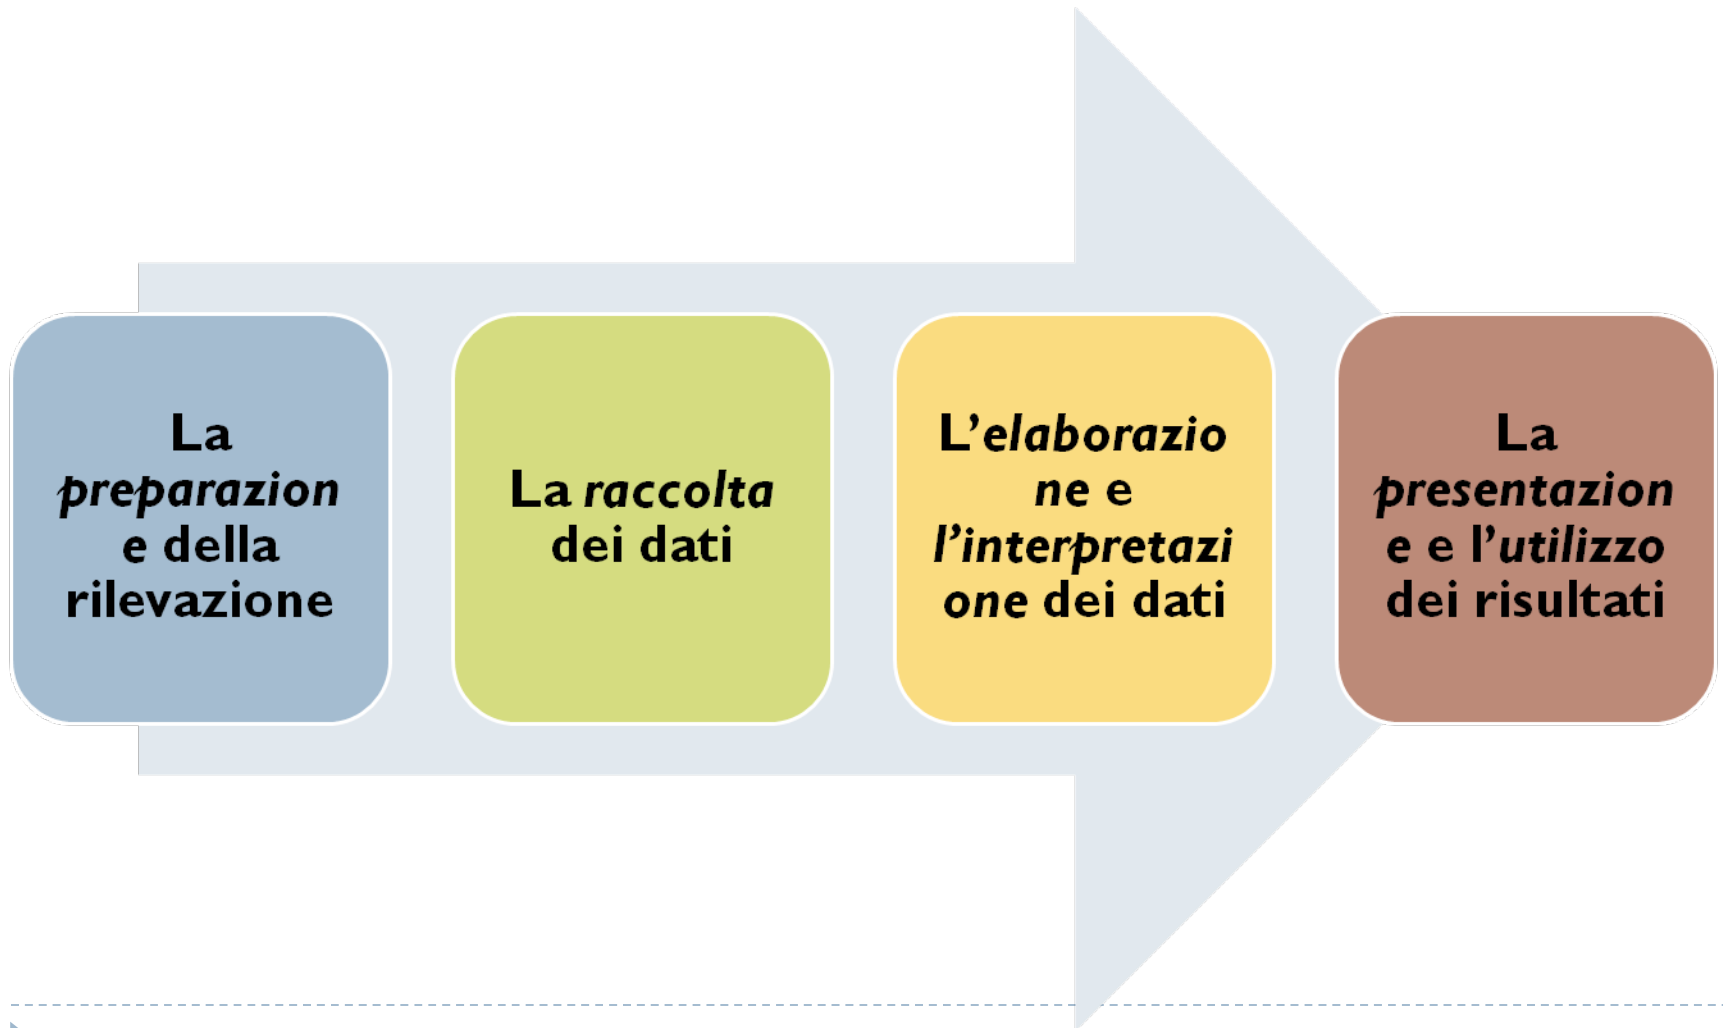 La
preparazion
e della
rilevazione
La raccolta
dei dati
L’elaborazio
ne e
l’interpretazi
one dei dati
La
presentazion
e e l’utilizzo
dei risultati